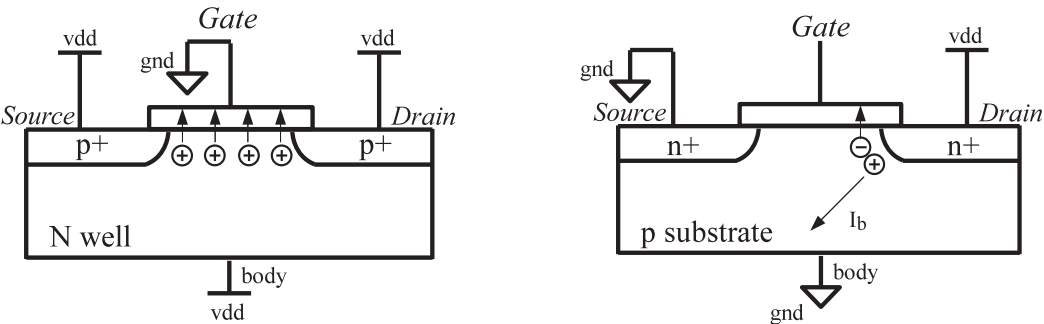 Gate
vdd
gnd
vdd
Source
Drain
p+
p+
+ + + +
N well
body
vdd
Gate
gnd
vdd
Source
Drain
n+
n+
−
+
Ib
p substrate
body
gnd